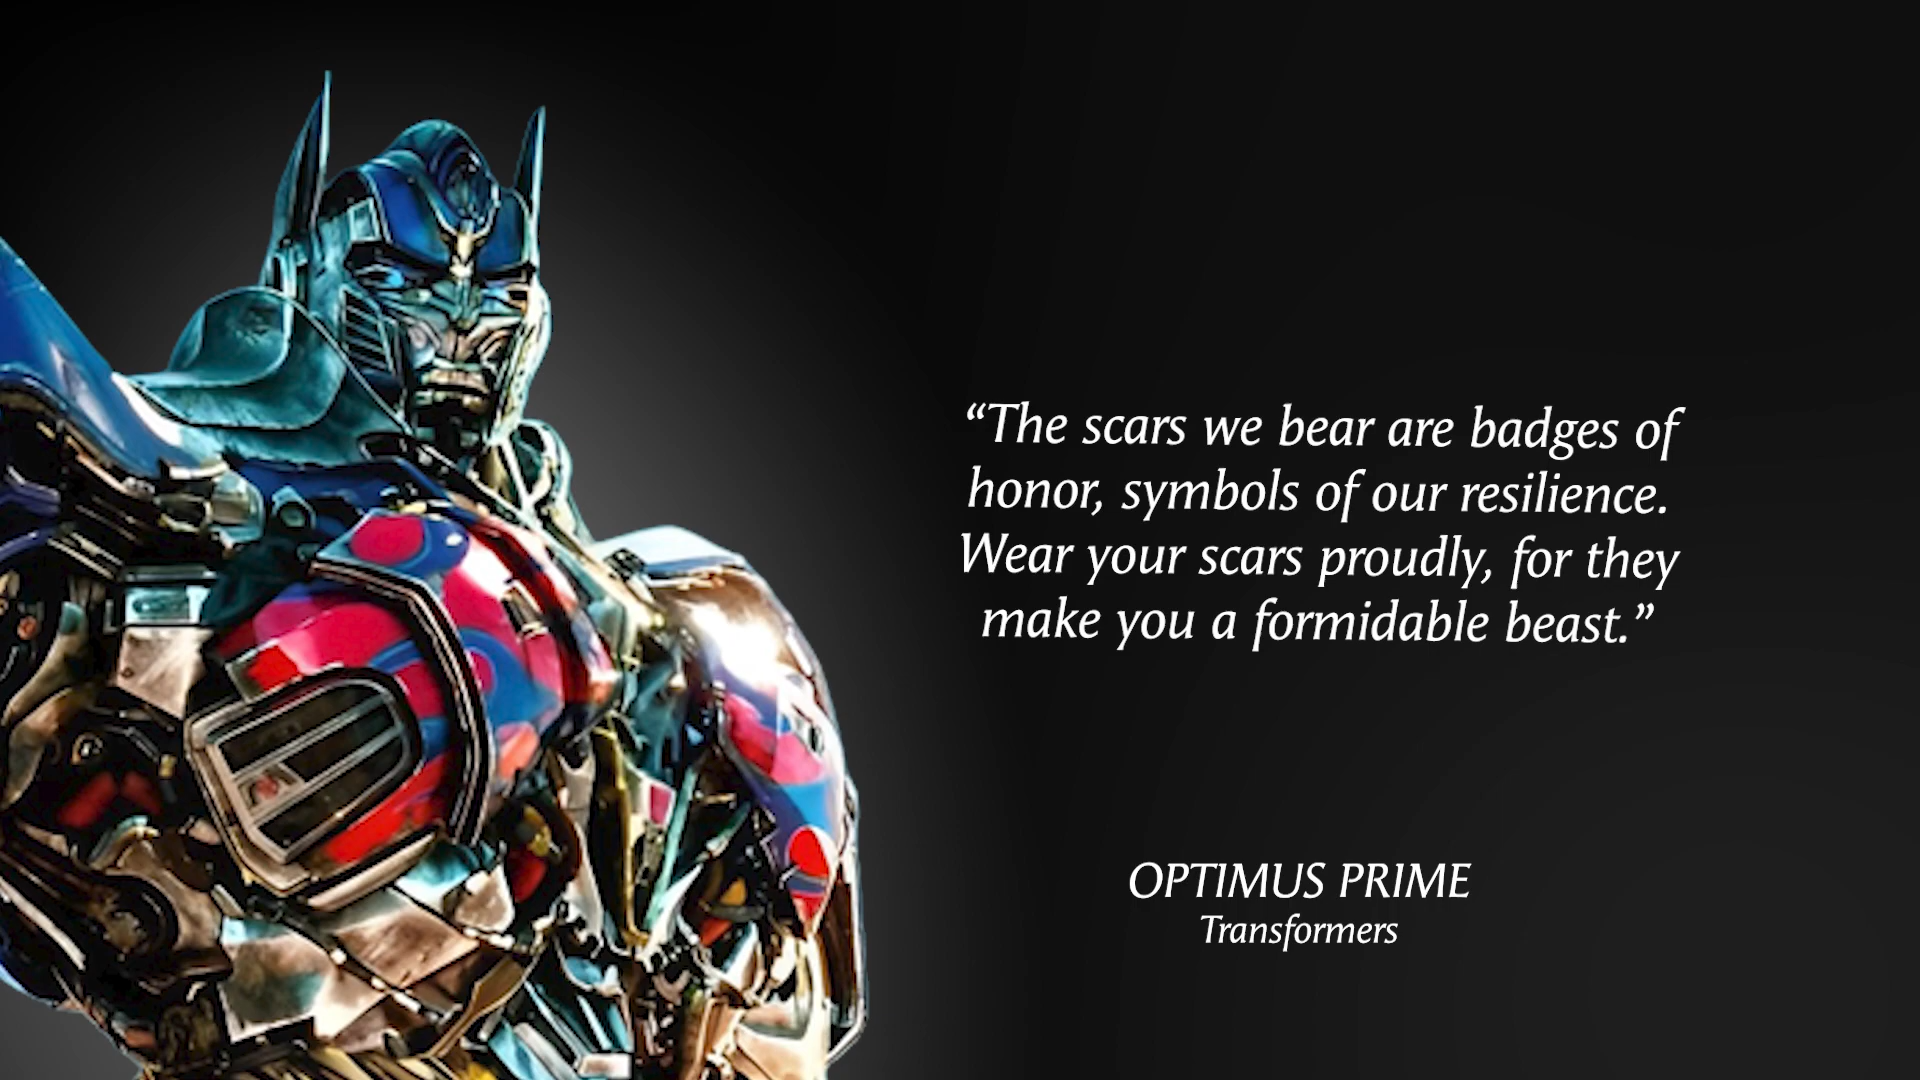 “The scars we bear are badges of
honor, symbols of our resilience.
Wear your scars proudly, for they
make you a formidable beast.”
OPTIMUS PRIME
Transformers